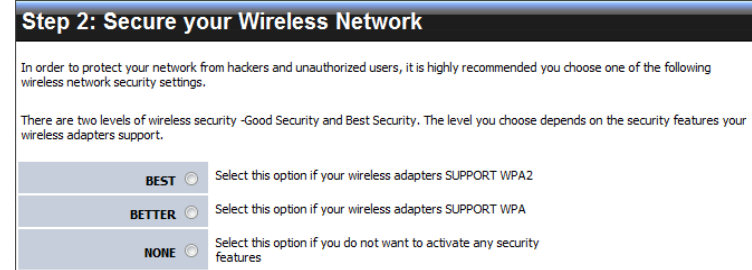 Step 2: Secure your Wireless Network
In order to protect your network from hackers and unauthorized users, it is highly recommended you choose one of the following
wireless network security settings.
There are two levels of wireless security -Good Security and Best Security. The level you choose depends on the security features your
wireless adapters support.
BEST Select this option if your wireless adapters SUPPORT WPA2
BETTER Select this option if your wireless adapters SUPPORT WPA
NONE Select this option if you do not want to activate any security
features